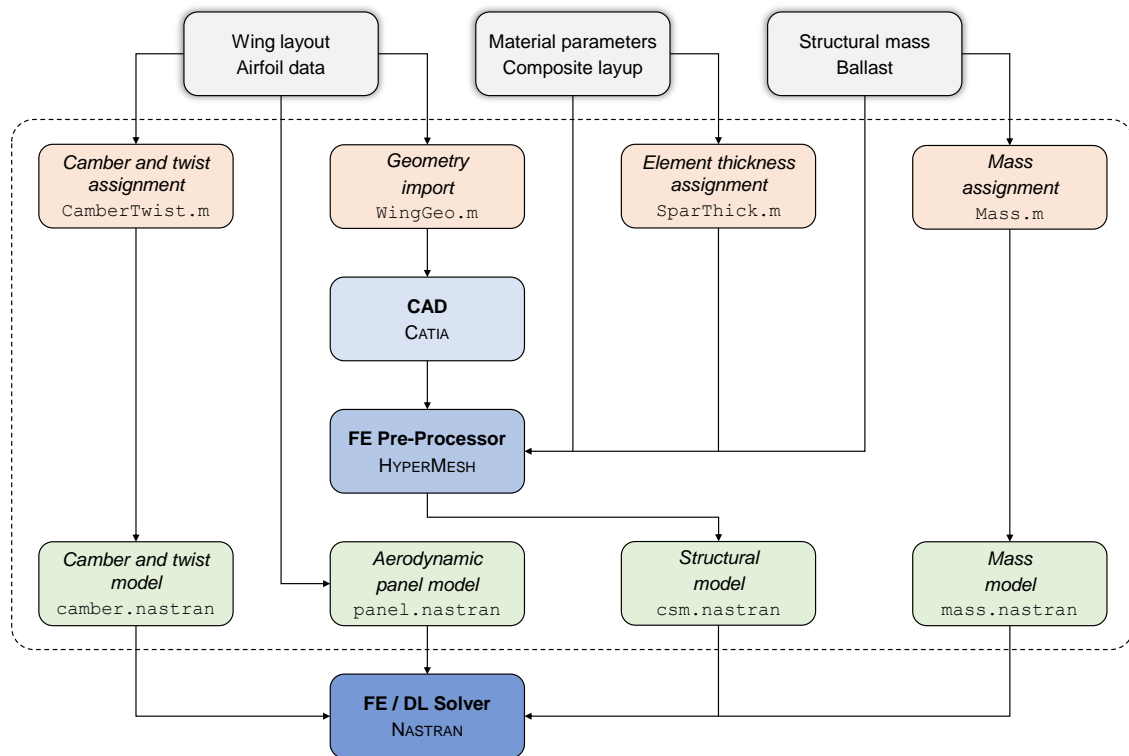 Wing layout
Airfoil data
Material parameters
Composite layup
Structural mass
Ballast
Camber and twist
assignment
CamberTwist.m
Geometry
import
WingGeo.m
Element thickness
assignment
SparThick.m
Mass
assignment
Mass.m
CAD
CATIA
FE Pre-Processor
HYPERMESH
Camber and twist
model
camber.nastran
Aerodynamic
panel model
panel.nastran
Structural
model
csm.nastran
Mass
model
mass.nastran
FE / DL Solver
NASTRAN